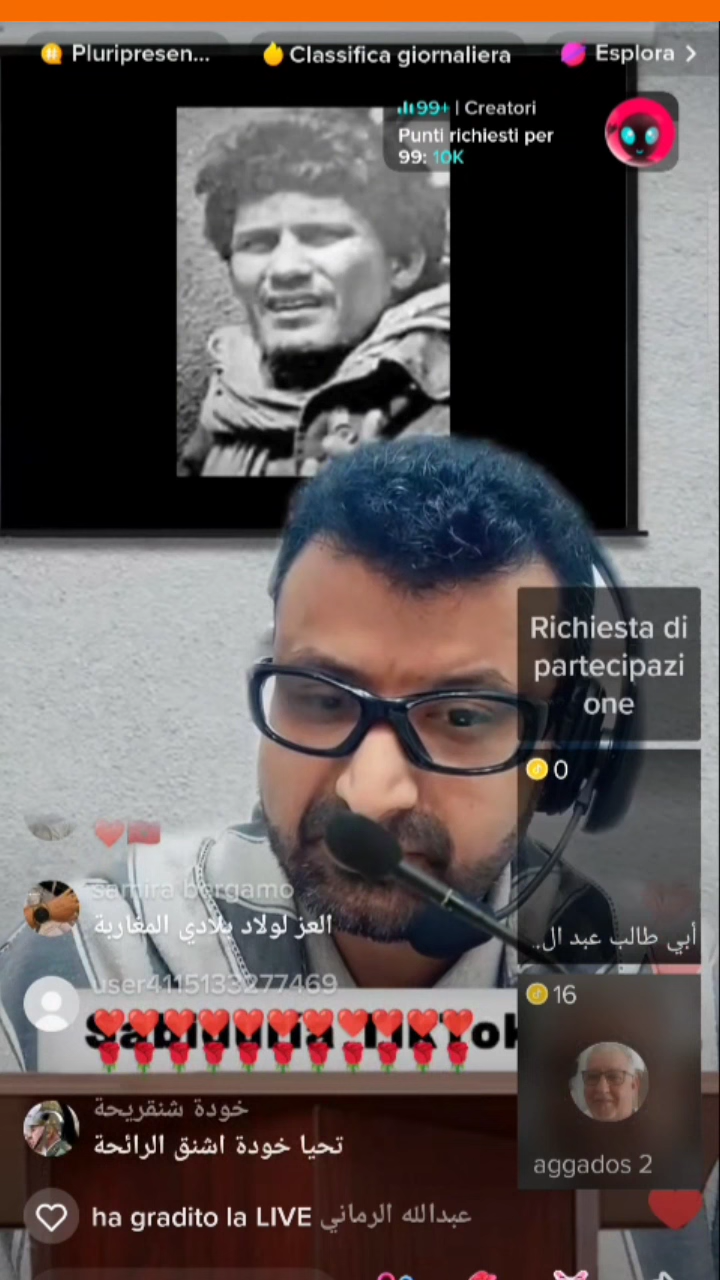 Pluripresen...
Classifica giornaliera
Esplora
99+ | Creatori
Punti richiesti per
99: 10K
Richiesta di
partecipazi
one
0
أبي طالب عبد ال..
samira bergamo
العز لولاد بلادي المغاربة
user4115133277469
TikTok
16
خودة شنقريحة
تحيا خودة اشنق الرائحة
aggados 2
ha gradito la LIVE عبدالله الرماني